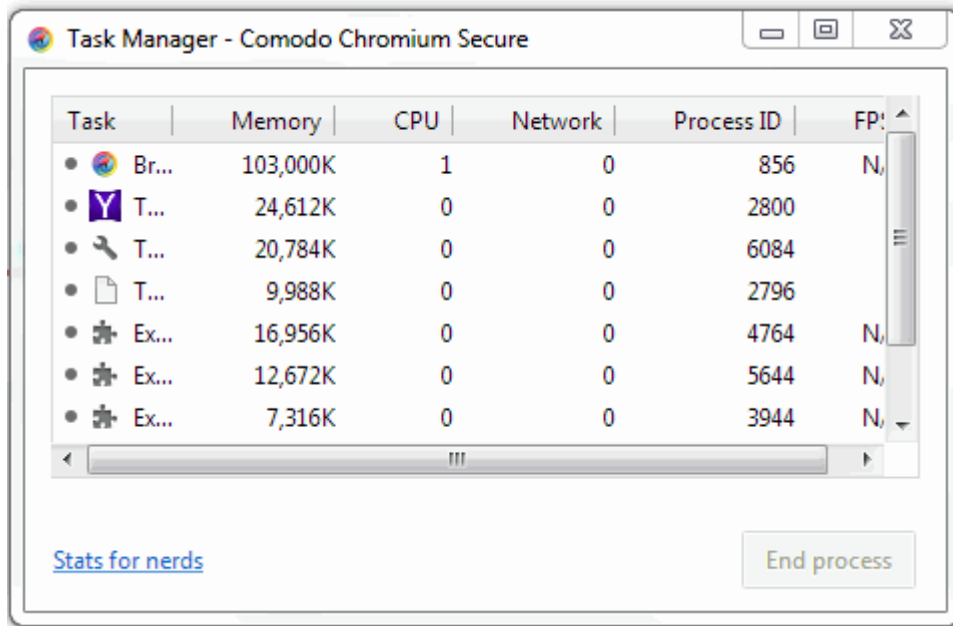 Task Manager - Comodo Chromium Secure
Task Memory CPU Network Process ID FPS
Br... 103,000K 1 0 856 N/
Y T... 24,612K 0 0 2800
T... 20,784K 0 0 6084
T... 9,988K 0 0 2796
Ex... 16,956K 0 0 4764 N/
Ex... 12,672K 0 0 5644 N/
Ex... 7,316K 0 0 3944 N/
Stats for nerds End process